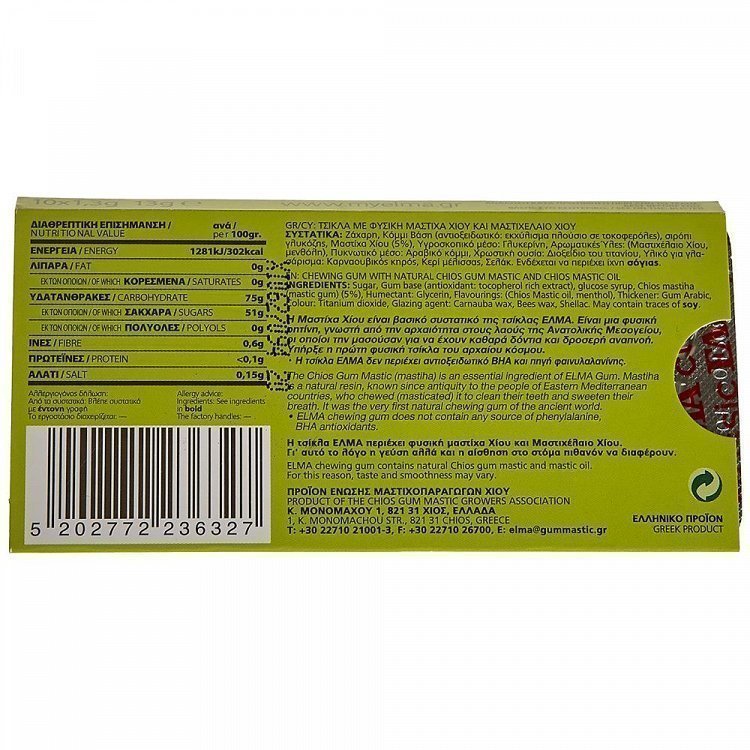 10x1,3g 13g e
www.myelma.gr
ΔΙΑΘΡΕΠΤΙΚΗ ΕΠΙΣΗΜΑΝΣΗ / ανά /
NUTRITIONAL VALUE per 100gr.
ΕΝΕΡΓΕΙΑ / ENERGY 1281kJ/302kcal
ΛΙΠΑΡΑ / FAT 0g
ΕΚ ΤΩΝ ΟΠΟΙΩΝ / OF WHICH ΚΟΡΕΣΜΕΝΑ / SATURATES 0g
ΥΔΑΤΑΝΘΡΑΚΕΣ / CARBOHYDRATE 75g
ΕΚ ΤΩΝ ΟΠΟΙΩΝ / OF WHICH ΣΑΚΧΑΡΑ / SUGARS 51g
ΕΚ ΤΩΝ ΟΠΟΙΩΝ / OF WHICH ΠΟΛΥΟΛΕΣ / POLYOLS 0g
ΙΝΕΣ / FIBRE 0,6g
ΠΡΩΤΕΪΝΕΣ / PROTEIN <0,1g
ΑΛΑΤΙ / SALT 0,15g
Αλλεργιογόνος δήλωση:
Από τα συστατικά: Βλέπε συστατικά
με έντονη γραφή
Το εργοστάσιο διαχειρίζεται: —
Allergy advice:
Ingredients: See ingredients
in bold
The factory handles: —
5 202772 236327
GR/CY: ΤΣΙΚΛΑ ΜΕ ΦΥΣΙΚΗ ΜΑΣΤΙΧΑ ΧΙΟΥ ΚΑΙ ΜΑΣΤΙΧΕΛΑΙΟ ΧΙΟΥ
ΣΥΣΤΑΤΙΚΑ: Ζάχαρη, Κόμμι Βάση (αντιοξειδωτικό: εκχύλισμα πλούσιο σε τοκοφερόλες), σιρόπι
γλυκόζης, Μαστίχα Χίου (5%), Υγροσκοπικό μέσο: Γλυκερίνη, Αρωματικές Ύλες: (Μαστιχέλαιο Χίου,
μενθόλη), Πυκνωτικό μέσο: Αραβικό κόμμι, Χρωστική ουσία: Διοξείδιο του τιτανίου, Υλικό για γλα-
σάρισμα: Καρναουβικός κηρός, Κερί μέλισσας, Σελάκ. Ενδέχεται να περιέχει ίχνη σόγιας.
EN: CHEWING GUM WITH NATURAL CHIOS GUM MASTIC AND CHIOS MASTIC OIL
INGREDIENTS: Sugar, Gum base (antioxidant: tocopherol rich extract), glucose syrup, Chios mastiha
(mastic gum) (5%), Humectant: Glycerin, Flavourings: (Chios Mastic oil, menthol), Thickener: Gum Arabic,
Colour: Titanium dioxide, Glazing agent: Carnauba wax, Bees wax, Shellac. May contain traces of soy.
Η Μαστίχα Χίου είναι βασικό συστατικό της τσίκλας ΕΛΜΑ. Είναι μια φυσική
ρητίνη, γνωστή από την αρχαιότητα στους λαούς της Ανατολικής Μεσογείου,
οι οποίοι την μασούσαν για να έχουν καθαρά δόντια και δροσερή αναπνοή.
Υπήρξε η πρώτη φυσική τσίκλα του αρχαίου κόσμου.
• Η τσίκλα ΕΛΜΑ δεν περιέχει αντιοξειδωτικό BHA και πηγή φαινυλαλανίνης.
The Chios Gum Mastic (mastiha) is an essential ingredient of ELMA Gum. Mastiha
is a natural resin, known since antiquity to the people of Eastern Mediterranean
countries, who chewed (masticated) it to clean their teeth and sweeten their
breath. It was the very first natural chewing gum of the ancient world.
• ELMA chewing gum does not contain any source of phenylalanine,
BHA antioxidants.
Η τσίκλα ΕΛΜΑ περιέχει φυσική μαστίχα Χίου και Μαστιχέλαιο Χίου.
Γι' αυτό το λόγο η γεύση αλλά και η αίσθηση στο στόμα πιθανόν να διαφέρουν.
ELMA chewing gum contains natural Chios gum mastic and mastic oil.
For this reason, taste and smoothness may vary.
ΠΡΟΪΟΝ ΕΝΩΣΗΣ ΜΑΣΤΙΧΟΠΑΡΑΓΩΓΩΝ ΧΙΟΥ
PRODUCT OF THE CHIOS GUM MASTIC GROWERS ASSOCIATION
Κ. ΜΟΝΟΜΑΧΟΥ 1, 821 31 ΧΙΟΣ, ΕΛΛΑΔΑ
1, K. MONOMACHOU STR., 821 31 CHIOS, GREECE
T: +30 22710 21001-3, F: +30 22710 26700, E: elma@gummastic.gr
ΕΛΛΗΝΙΚΟ ΠΡΟΪΟΝ
GREEK PRODUCT